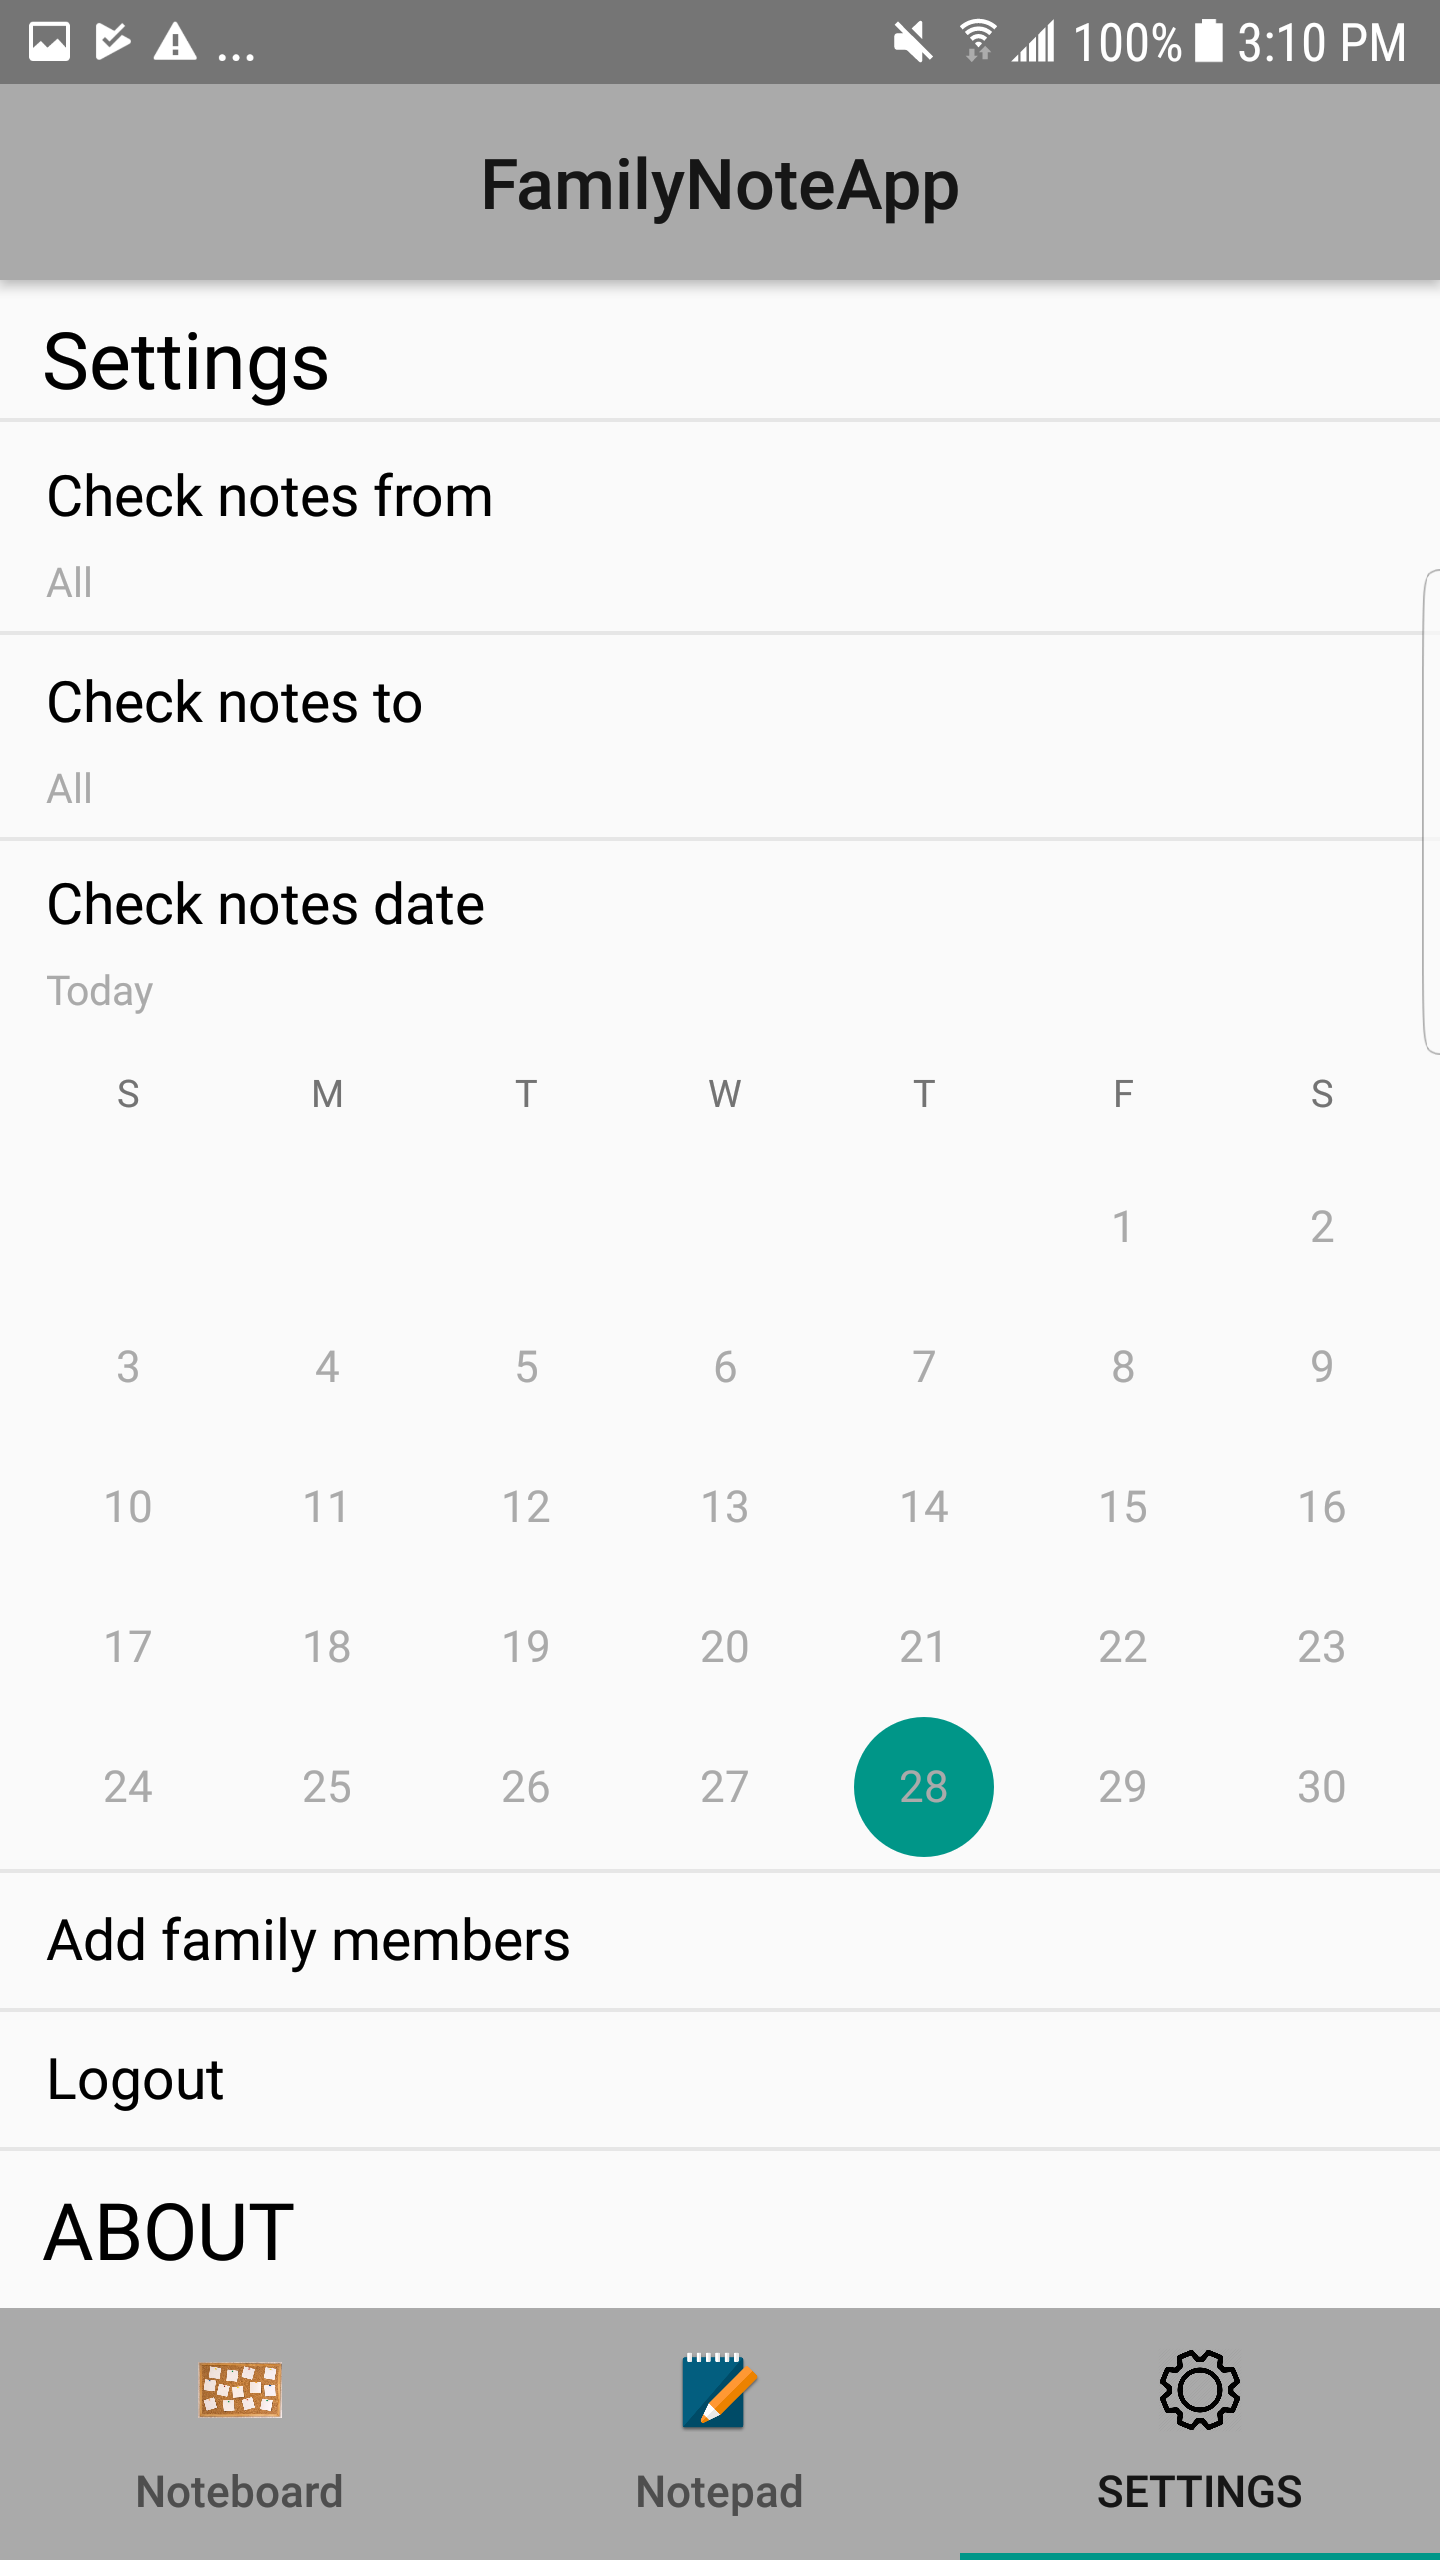 ... 100% 3:10 PM
FamilyNoteApp
Settings
Check notes from
All
Check notes to
All
Check notes date
Today
S M T W T F S
1 2
3 4 5 6 7 8 9
10 11 12 13 14 15 16
17 18 19 20 21 22 23
24 25 26 27 28 29 30
Add family members
Logout
ABOUT
Noteboard Notepad SETTINGS